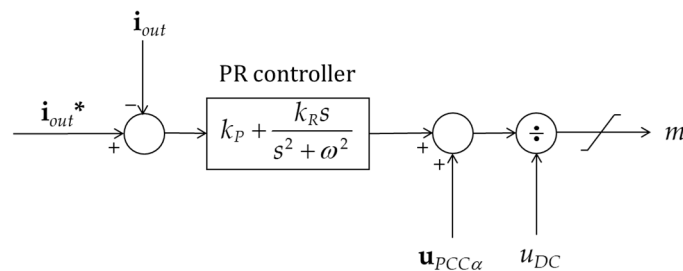 i_out
PR controller
i_out*
−
+
k_P + k_R s / (s² + ω²)
+
+
÷
m
u_PCCα
u_DC